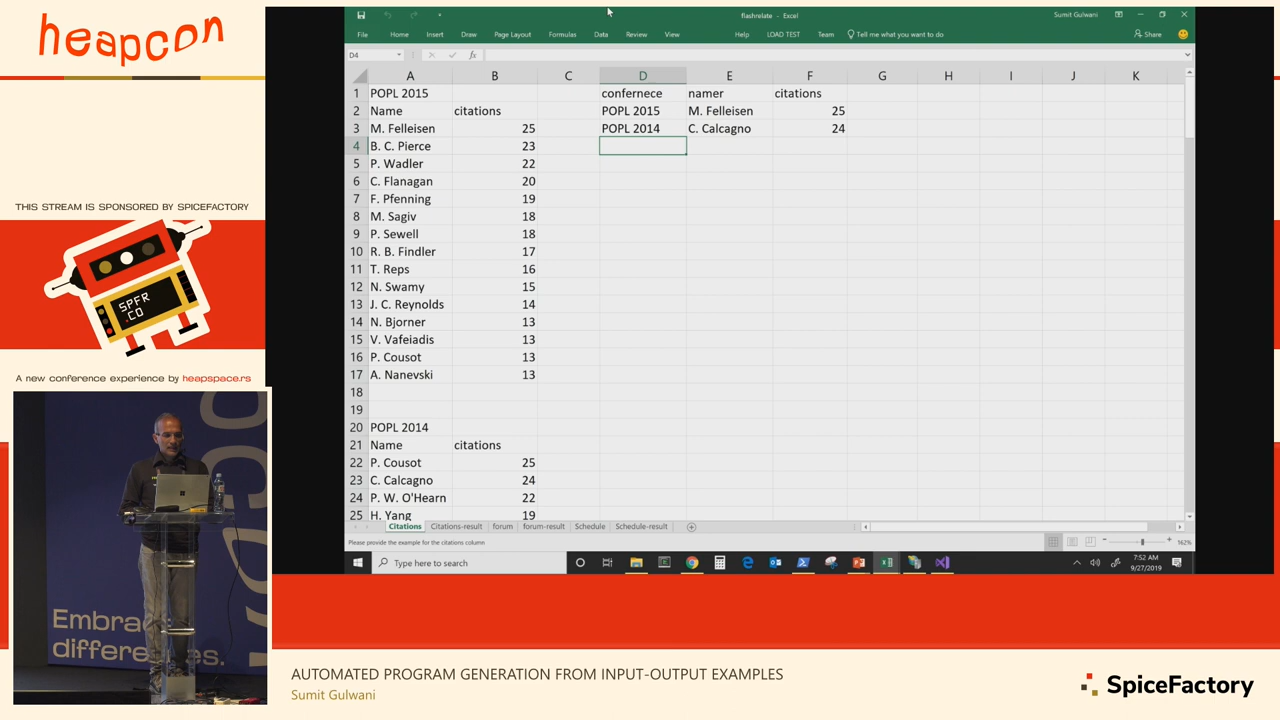 heapcon
THIS STREAM IS SPONSORED BY SPICEFACTORY
SPFR
.CO
A new conference experience by heapspace.rs
Embrac
differe ces.
flashrelate - Excel
Sumit Gulwani
File Home Insert Draw Page Layout Formulas Data Review View Help LOAD TEST Team Tell me what you want to do Share
D4 fx
A B C D E F G H I J K
1 POPL 2015 confernece namer citations
2 Name citations POPL 2015 M. Felleisen 25
3 M. Felleisen 25 POPL 2014 C. Calcagno 24
4 B. C. Pierce 23
5 P. Wadler 22
6 C. Flanagan 20
7 F. Pfenning 19
8 M. Sagiv 18
9 P. Sewell 18
10 R. B. Findler 17
11 T. Reps 16
12 N. Swamy 15
13 J. C. Reynolds 14
14 N. Bjorner 13
15 V. Vafeiadis 13
16 P. Cousot 13
17 A. Nanevski 13
18
19
20 POPL 2014
21 Name citations
22 P. Cousot 25
23 C. Calcagno 24
24 P. W. O'Hearn 22
25 H. Yang 19
Citations Citations-result forum forum-result Schedule Schedule-result
Please provide the example for the citations column
162%
Type here to search
7:52 AM
9/27/2019
AUTOMATED PROGRAM GENERATION FROM INPUT-OUTPUT EXAMPLES
Sumit Gulwani
SpiceFactory